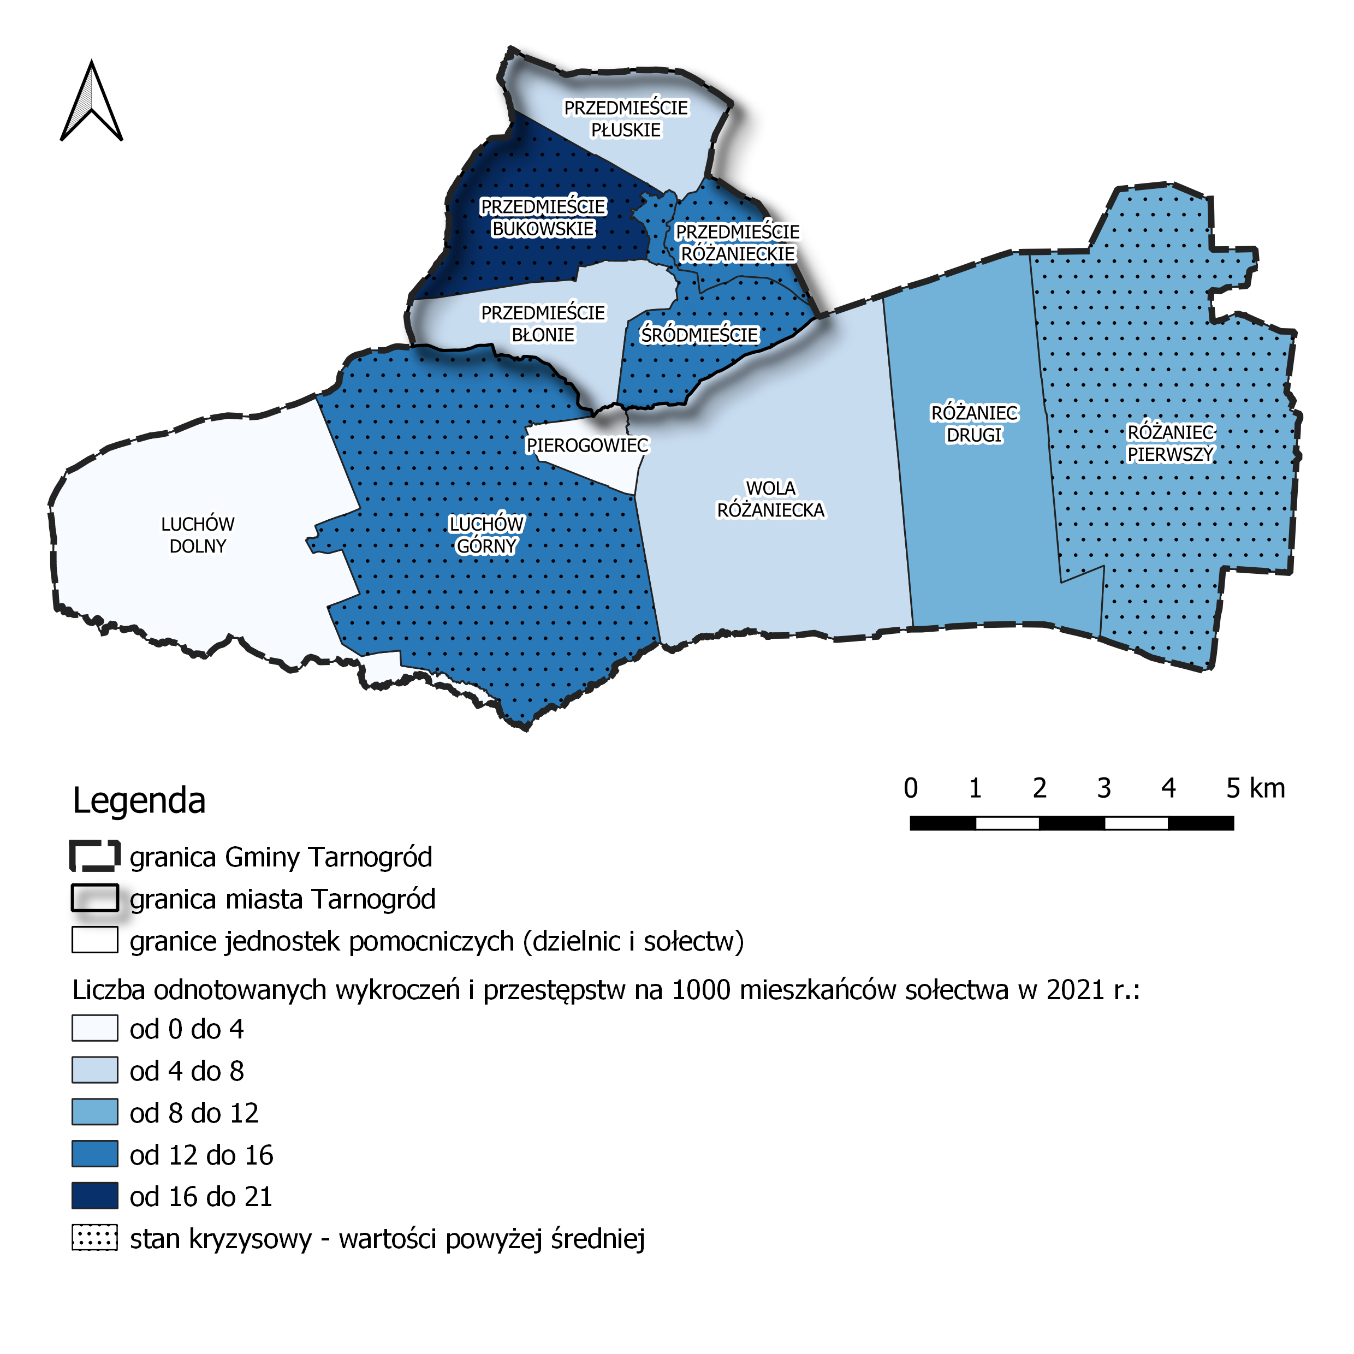 PRZEDMIEŚCIE
PŁUSKIE
PRZEDMIEŚCIE
BUKOWSKIE
PRZEDMIEŚCIE
RÓŻANIECKIE
PRZEDMIEŚCIE
BŁONIE
ŚRÓDMIEŚCIE
PIEROGOWIEC
RÓŻANIEC
DRUGI
RÓŻANIEC
PIERWSZY
WOLA
RÓŻANIECKA
LUCHÓW
DOLNY
LUCHÓW
GÓRNY
0 1 2 3 4 5 km
Legenda
granica Gminy Tarnogród
granica miasta Tarnogród
granice jednostek pomocniczych (dzielnic i sołectw)
Liczba odnotowanych wykroczeń i przestępstw na 1000 mieszkańców sołectwa w 2021 r.:
od 0 do 4
od 4 do 8
od 8 do 12
od 12 do 16
od 16 do 21
stan kryzysowy - wartości powyżej średniej